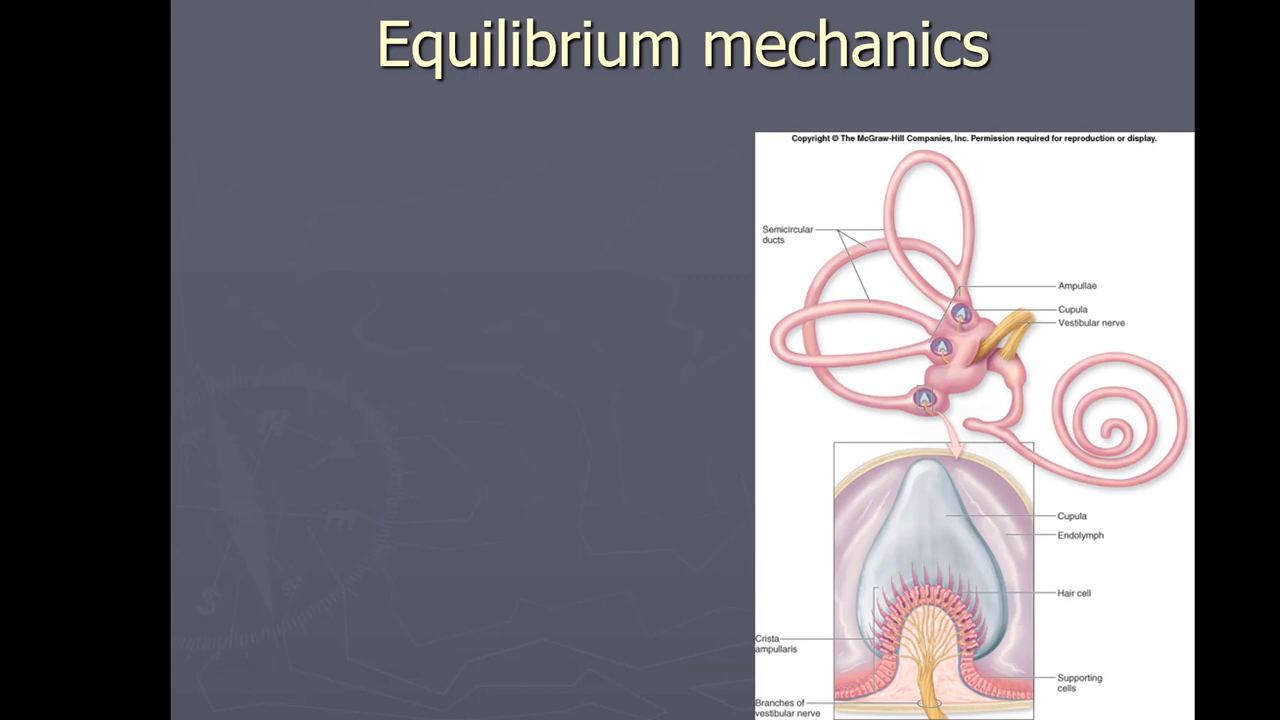 Equilibrium mechanics
Copyright © The McGraw-Hill Companies, Inc. Permission required for reproduction or display.
Semicircular
ducts
Ampullae
Cupula
Vestibular nerve
Cupula
Endolymph
Hair cell
Crista
ampullaris
Supporting
cells
Branches of
vestibular nerve
N
S